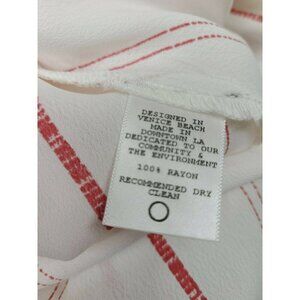 DESIGNED IN
VENICE BEACH
MADE IN
DOWNTOWN LA
DEDICATED TO OUR
COMMUNITY &
THE ENVIRONMENT
100% RAYON
RECOMMENDED DRY
CLEAN